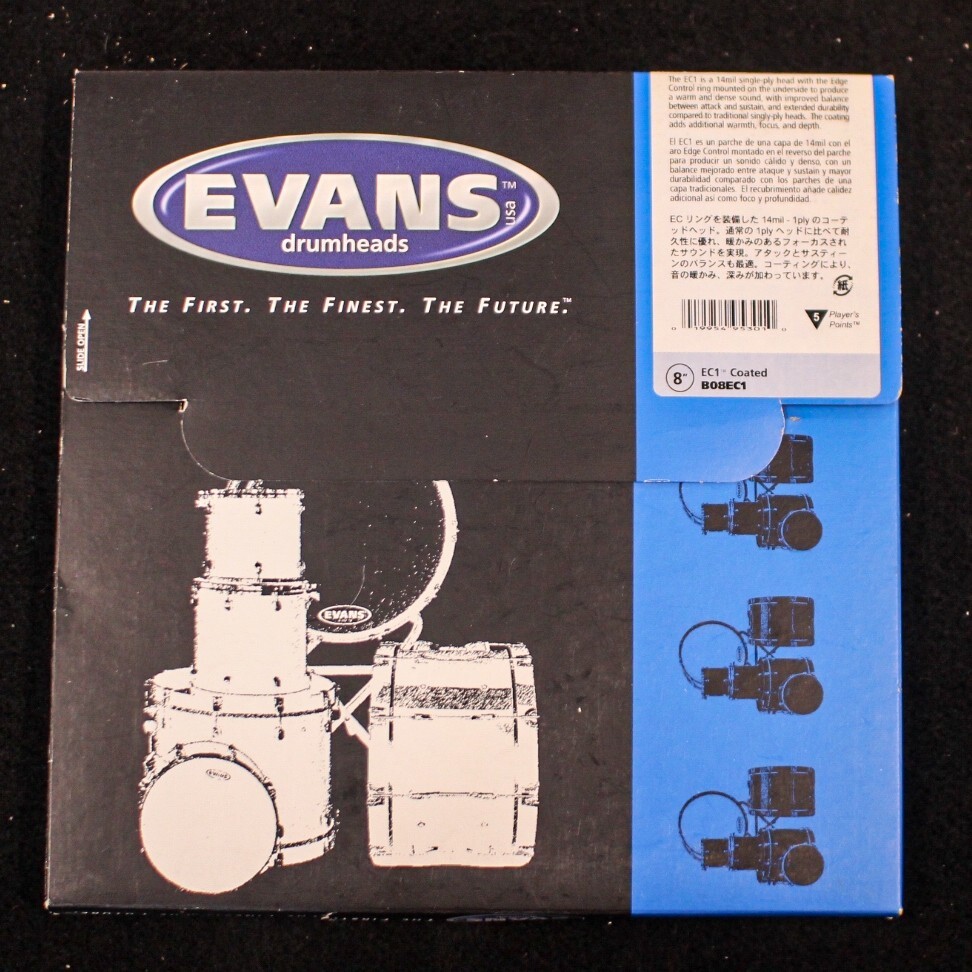 EVANS™
usa
drumheads
THE FIRST. THE FINEST. THE FUTURE.™
SLIDE OPEN
The EC1 is a 14mil single-ply head with the Edge
Control ring mounted on the underside to produce
a warm and dense sound, with improved balance
between attack and sustain, and extended durability
compared to traditional singly-ply heads. The coating
adds additional warmth, focus, and depth.
El EC1 es un parche de una capa de 14mil con el
aro Edge Control montado en el reverso del parche
para producir un sonido cálido y denso, con un
balance mejorado entre ataque y sustain y mayor
durabilidad comparado con los parches de una
capa tradicionales. El recubrimiento añade calidez
adicional así como foco y profundidad.
EC リングを装備した 14mil - 1ply のコーテ
ッドヘッド。通常の 1ply ヘッドに比べて耐
久性に優れ、暖かみのあるフォーカスされ
たサウンドを実現。アタックとサスティー
ンのバランスも最適。コーティングにより、
音の暖かみ、深みが加わっています。
紙
0 19954 95301 0
5 Player's
Points™
8" EC1™ Coated
B08EC1
EVANS
EVANS